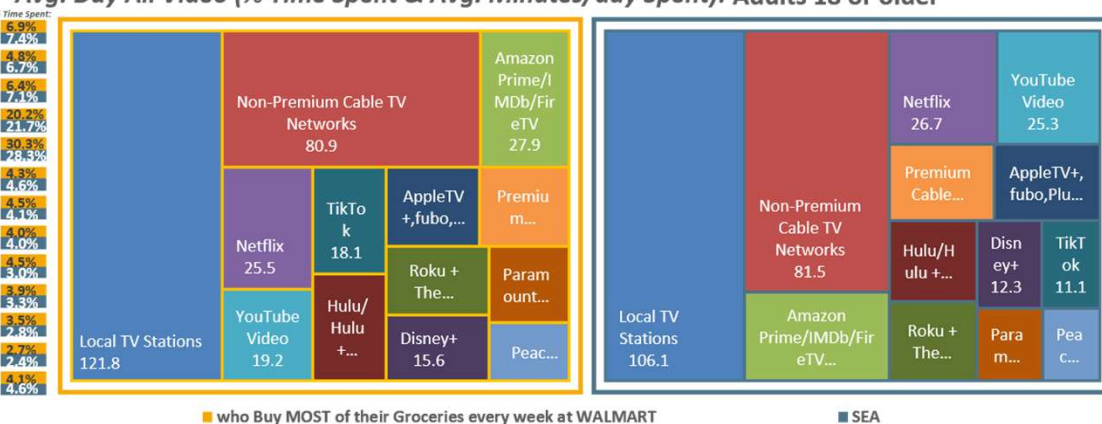 Avg. Day All Video (% Time Spent & Avg. Minutes/day Spent): Adults 18 or older
Time Spent:
6.9%
7.4%
4.8%
6.7%
6.4%
7.1%
20.2%
21.7%
30.3%
28.3%
4.3%
4.6%
4.5%
4.1%
4.0%
4.0%
4.5%
3.0%
3.9%
3.3%
3.5%
2.8%
2.7%
2.4%
4.1%
4.6%
Local TV Stations
121.8
Non-Premium Cable TV
Networks
80.9
Amazon
Prime/I
MDb/Fir
eTV
27.9
Netflix
25.5
YouTube
Video
19.2
TikTo
k
18.1
Hulu/
Hulu
+...
AppleTV
+,fubo,...
Premiu
m...
Roku +
The...
Param
ount...
Disney+
15.6
Peac...
Local TV
Stations
106.1
Non-Premium
Cable TV
Networks
81.5
Amazon
Prime/IMDb/Fir
eTV...
Netflix
26.7
YouTube
Video
25.3
Premium
Cable...
AppleTV+,
fubo,Plu...
Hulu/H
ulu +...
Disn
ey+
12.3
TikT
ok
11.1
Roku +
The...
Para
m...
Pea
c...
who Buy MOST of their Groceries every week at WALMART
SEA